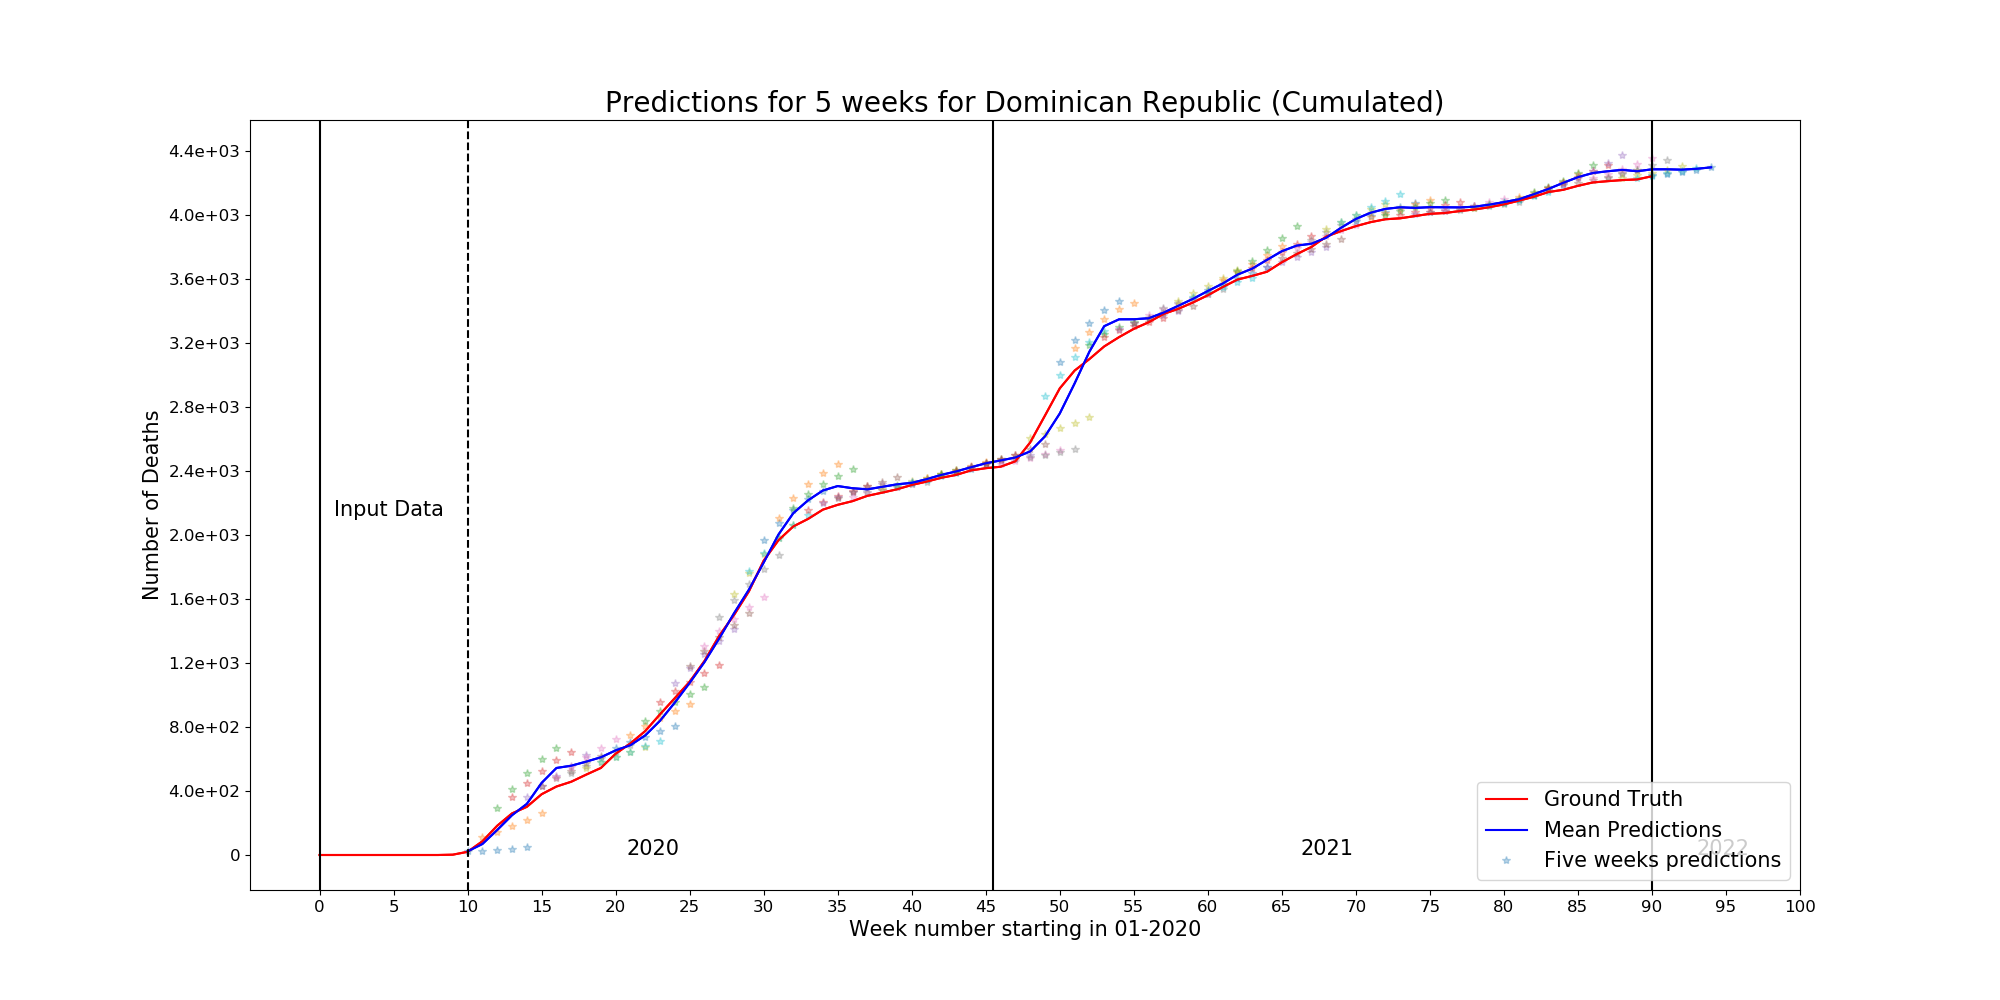 Predictions for 5 weeks for Dominican Republic (Cumulated)
Number of Deaths
4.4e+03
4.0e+03
3.6e+03
3.2e+03
2.8e+03
2.4e+03
2.0e+03
1.6e+03
1.2e+03
8.0e+02
4.0e+02
0
Input Data
2020
2021
2022
Ground Truth
Mean Predictions
Five weeks predictions
0 5 10 15 20 25 30 35 40 45 50 55 60 65 70 75 80 85 90 95 100
Week number starting in 01-2020